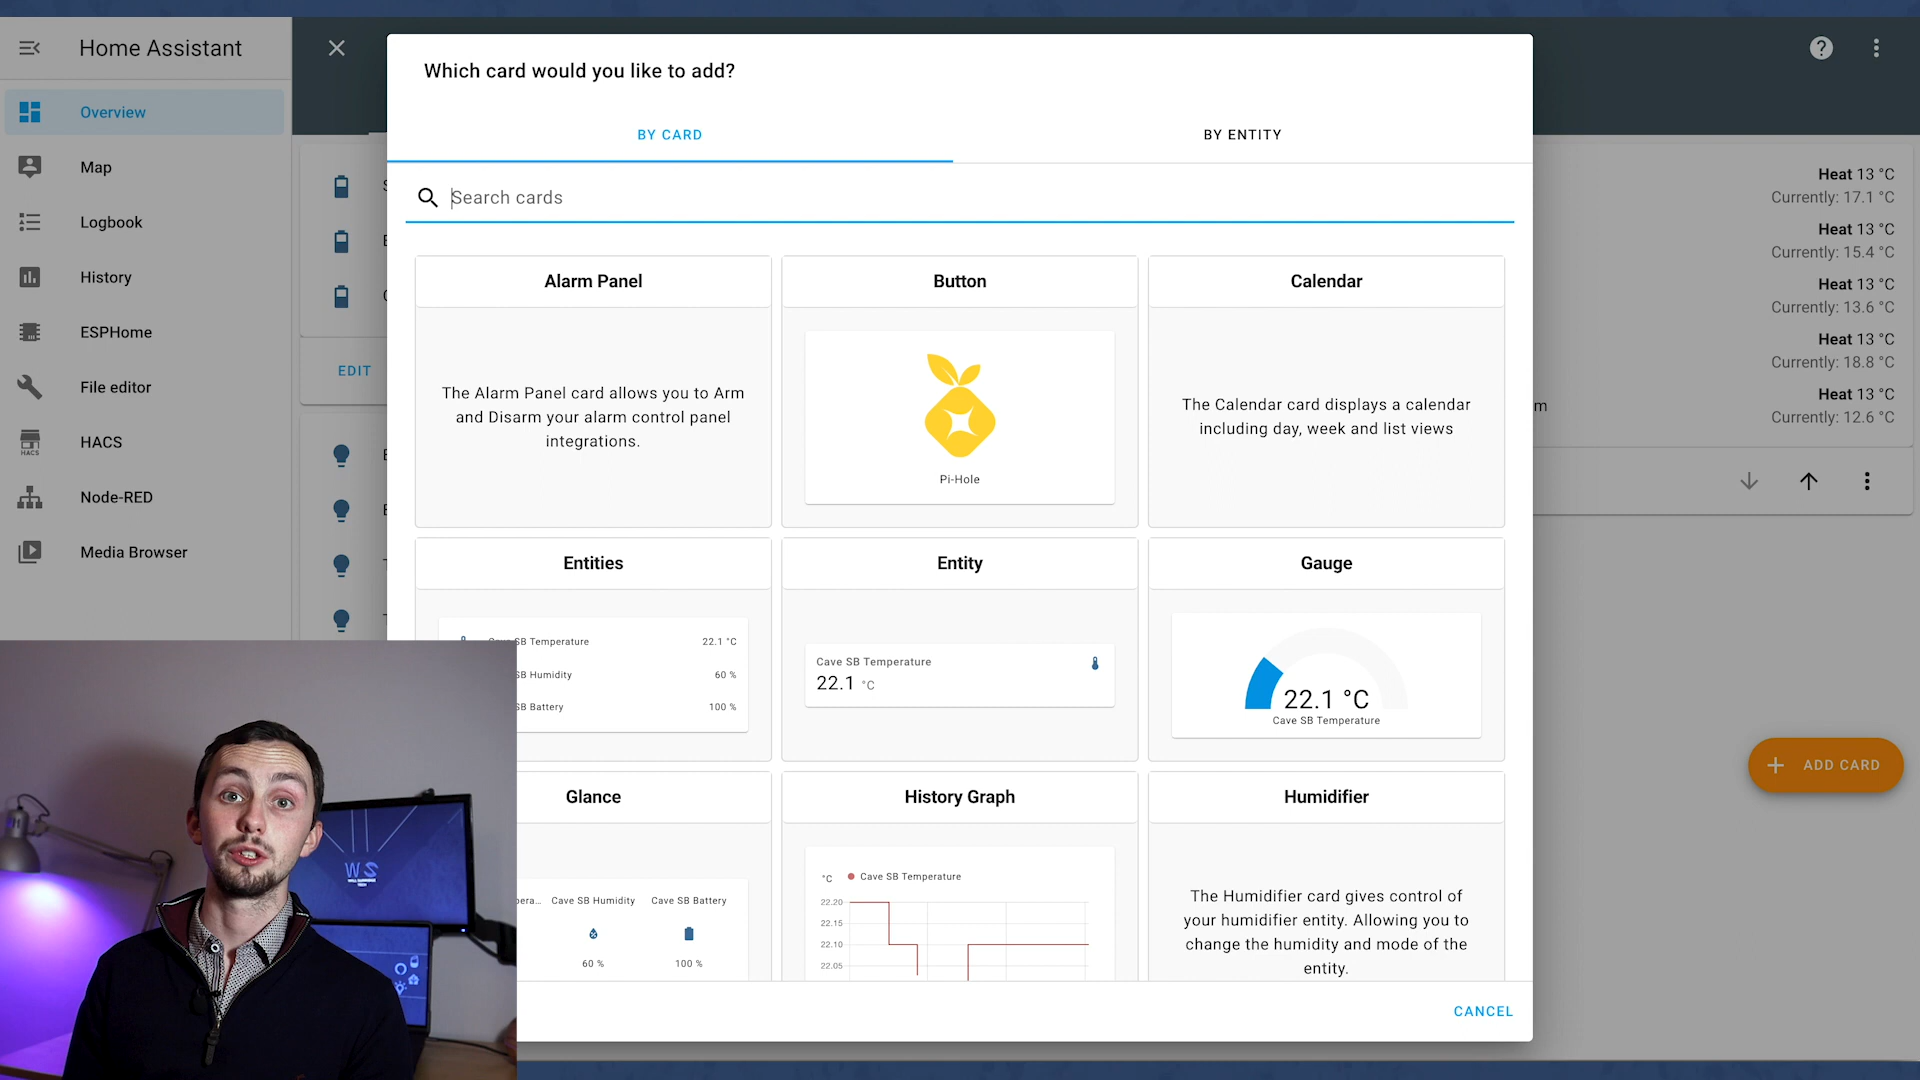 Home Assistant
Which card would you like to add?
BY CARD
BY ENTITY
Search cards
Overview
Map
Logbook
History
ESPHome
File editor
HACS
HACS
Node-RED
Media Browser
EDIT
Alarm Panel
The Alarm Panel card allows you to Arm
and Disarm your alarm control panel
integrations.
Button
Pi-Hole
Calendar
The Calendar card displays a calendar
including day, week and list views
Entities
SB Temperature 22.1 °C
SB Humidity 60 %
SB Battery 100 %
Entity
Cave SB Temperature
22.1 °C
Gauge
22.1 °C
Cave SB Temperature
Glance
Cave SB Humidity
60 %
Cave SB Battery
100 %
History Graph
°C
Cave SB Temperature
22.20
22.15
22.10
22.05
Humidifier
The Humidifier card gives control of
your humidifier entity. Allowing you to
change the humidity and mode of the
entity.
CANCEL
Heat 13 °C
Currently: 17.1 °C
Heat 13 °C
Currently: 15.4 °C
Heat 13 °C
Currently: 13.6 °C
Heat 13 °C
Currently: 18.8 °C
Heat 13 °C
Currently: 12.6 °C
m
ADD CARD
WS